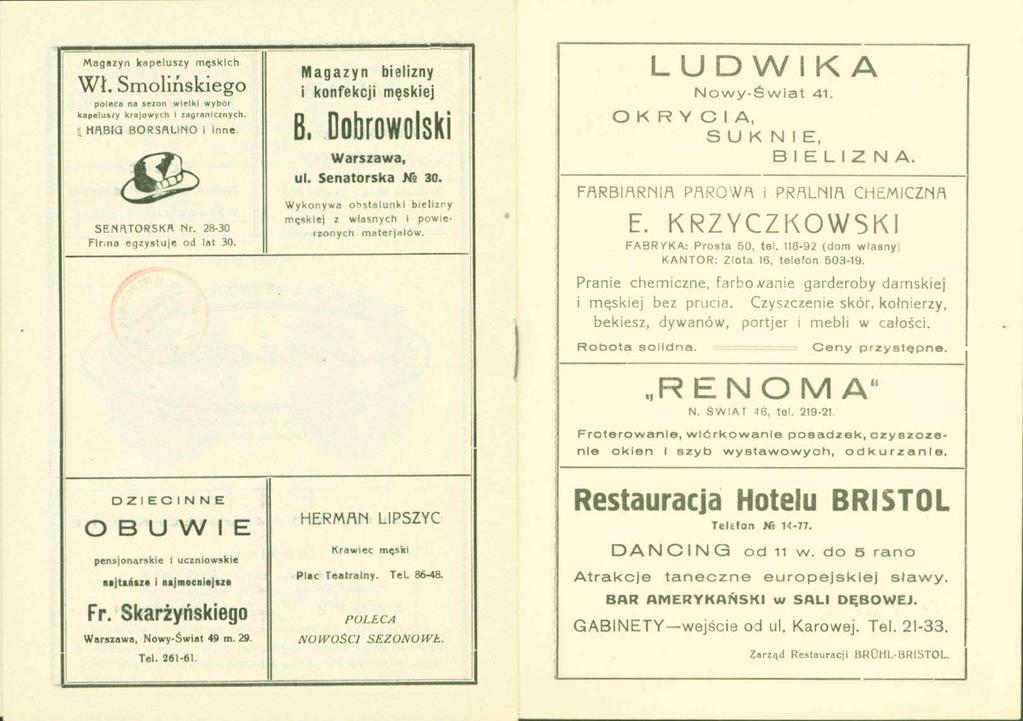 Magazyn kapeluszy męskich
Wł. Smolińskiego
poleca na sezon wielki wybór
kapeluszy krajowych i zagranicznych.
HABIG BORSALINO i inne.
SENATORSKA Nr. 28-30
Firma egzystuje od lat 30.
Magazyn bielizny
i konfekcji męskiej
B. Dobrowolski
Warszawa,
ul. Senatorska № 30.
Wykonywa obstalunki bielizny
męskiej z własnych i powie-
rzonych materjałów.
DZIECINNE
OBUWIE
pensjonarskie i uczniowskie
najtańsze i najmocniejsze
Fr. Skarżyńskiego
Warszawa, Nowy-Świat 49 m. 29.
Tel. 261-61.
HERMAN LIPSZYC
Krawiec męski
Plac Teatralny. Tel. 86-48.
POLECA
NOWOŚCI SEZONOWE.
LUDWIKA
Nowy-Świat 41.
OKRYCIA,
SUKNIE,
BIELIZNA.
FARBIARNIA PAROWA i PRALNIA CHEMICZNA
E. KRZYCZKOWSKI
FABRYKA: Prosta 50, tel. 116-92 (dom własny)
KANTOR: Złota 16, telefon 503-19.
Pranie chemiczne, farbowanie garderoby damskiej
i męskiej bez prucia. Czyszczenie skór, kołnierzy,
bekiesz, dywanów, portjer i mebli w całości.
Robota solidna. Ceny przystępne.
„RENOMA“
N. ŚWIAT 46, tel. 219-21.
Froterowanie, wiórkowanie posadzek, czyszcze-
nie okien i szyb wystawowych, odkurzanie.
Restauracja Hotelu BRISTOL
Telefon № 14-77.
DANCING od 11 w. do 5 rano
Atrakcje taneczne europejskiej sławy.
BAR AMERYKAŃSKI w SALI DĘBOWEJ.
GABINETY—wejście od ul. Karowej. Tel. 21-33.
Zarząd Restauracji BRÜHL-BRISTOL.